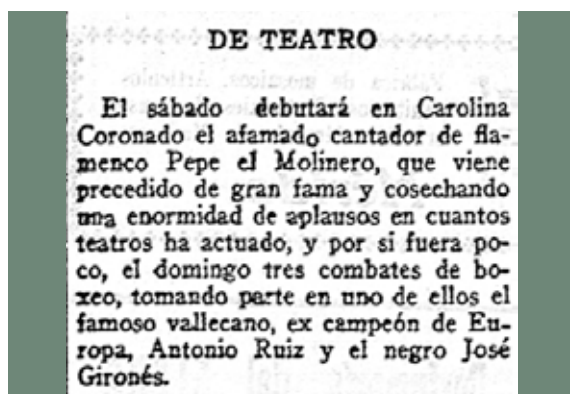 DE TEATRO
El sábado debutará en Carolina
Coronado el afamado cantador de fla-
menco Pepe el Molinero, que viene
precedido de gran fama y cosechando
una enormidad de aplausos en cuantos
teatros ha actuado, y por si fuera po-
co, el domingo tres combates de bo-
xeo, tomando parte en uno de ellos el
famoso vallecano, ex campeón de Eu-
ropa, Antonio Ruiz y el negro José
Gironés.